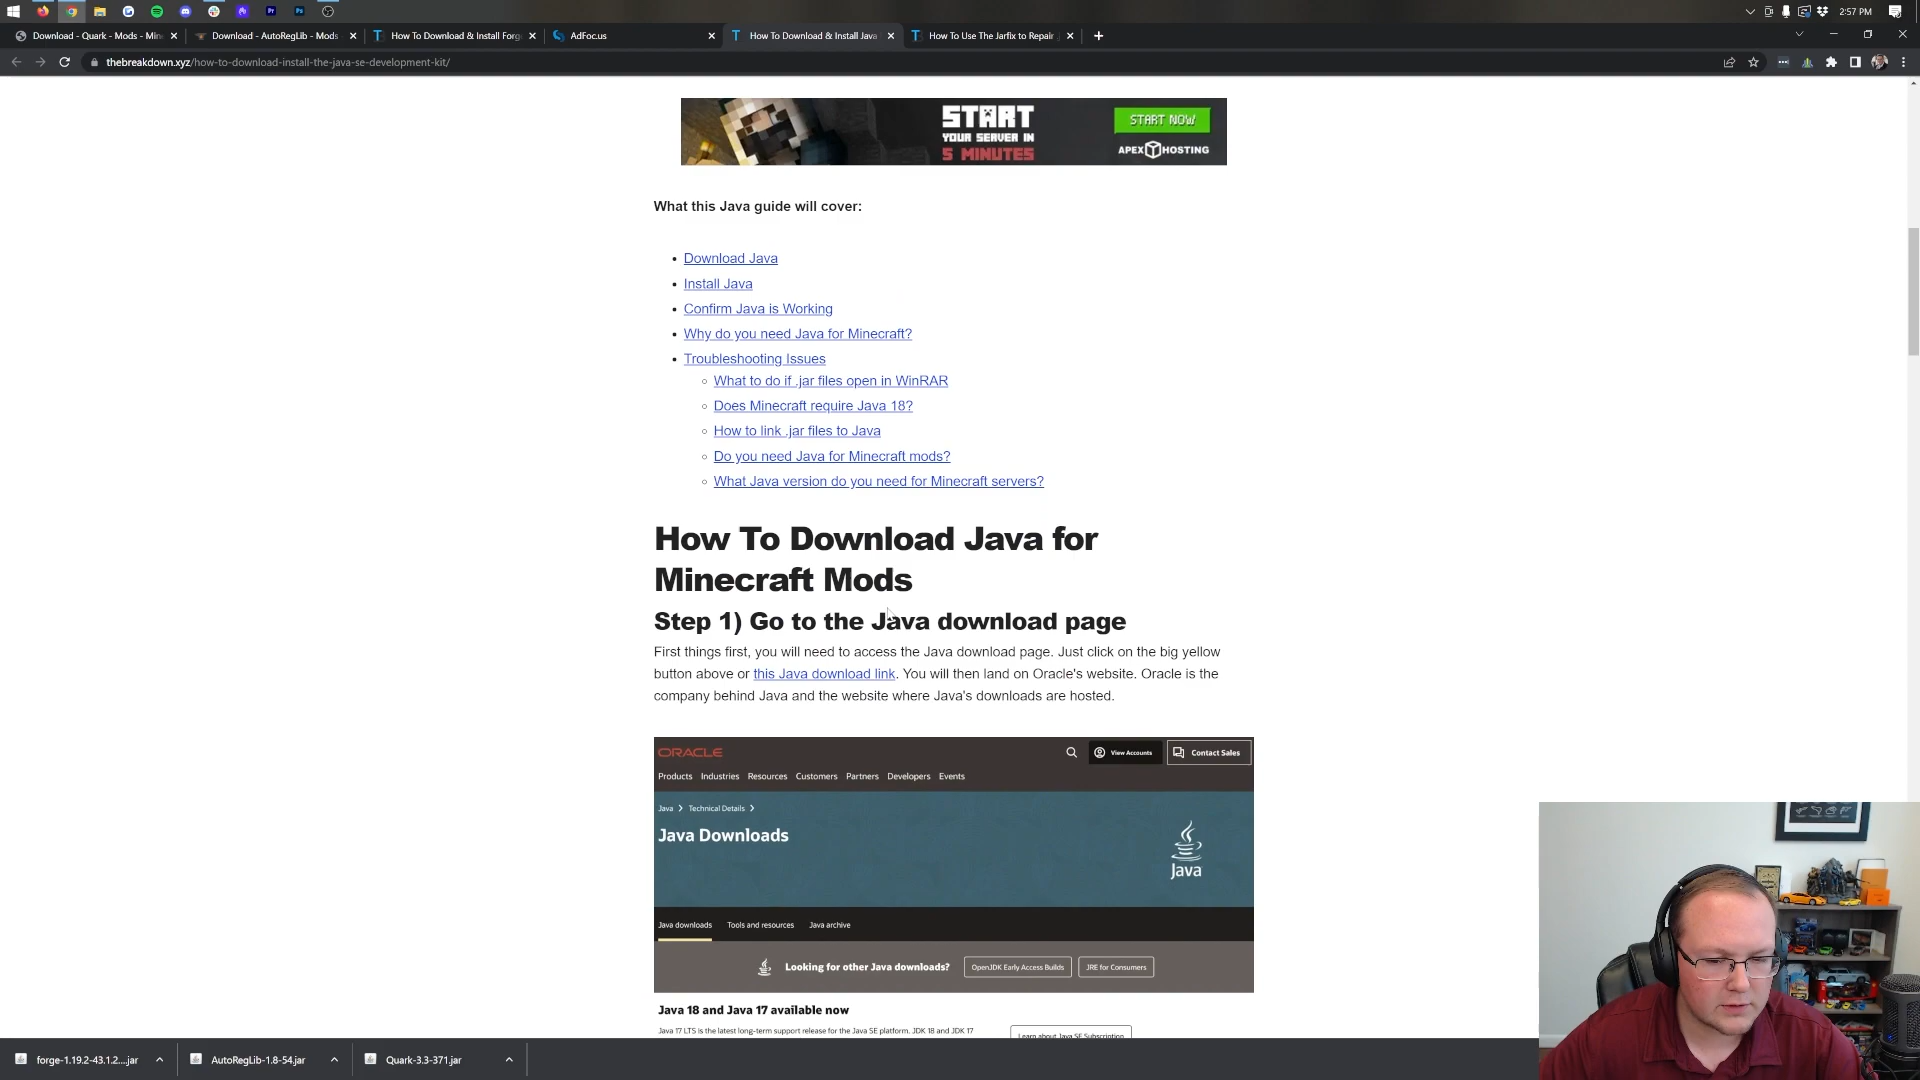 2:57 PM
Download - Quark - Mods - Min
Download - AutoRegLib - Mods
How To Download & Install Forg
AdFoc.us
How To Download & Install Java
How To Use The Jarfix to Repair
thebreakdown.xyz/how-to-download-install-the-java-se-development-kit/
START
YOUR SERVER IN
5 MINUTES
START NOW
APEX HOSTING
What this Java guide will cover:
Download Java
Install Java
Confirm Java is Working
Why do you need Java for Minecraft?
Troubleshooting Issues
What to do if .jar files open in WinRAR
Does Minecraft require Java 18?
How to link .jar files to Java
Do you need Java for Minecraft mods?
What Java version do you need for Minecraft servers?
How To Download Java for
Minecraft Mods
Step 1) Go to the Java download page
First things first, you will need to access the Java download page. Just click on the big yellow
button above or this Java download link. You will then land on Oracle's website. Oracle is the
company behind Java and the website where Java's downloads are hosted.
ORACLE
View Accounts
Contact Sales
Products Industries Resources Customers Partners Developers Events
Java Technical Details
Java Downloads
Java
Java downloads Tools and resources Java archive
Looking for other Java downloads? OpenJDK Early Access Builds JRE for Consumers
Java 18 and Java 17 available now
Java 17 LTS is the latest long-term support release for the Java SE platform. JDK 18 and JDK 17
Learn about Java SE Subscription
forge-1.19.2-43.1.2....jar
AutoRegLib-1.8-54.jar
Quark-3.3-371.jar